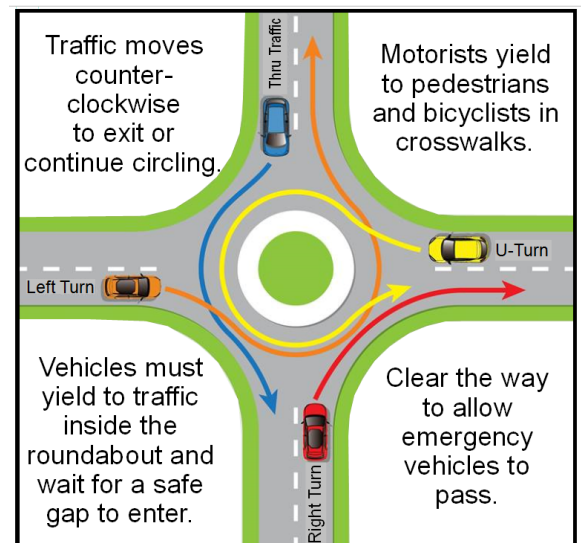 Traffic moves
counter-
clockwise
to exit or
continue circling.
Thru Traffic
Motorists yield
to pedestrians
and bicyclists in
crosswalks.
U-Turn
Left Turn
Vehicles must
yield to traffic
inside the
roundabout and
wait for a safe
gap to enter.
Right Turn
Clear the way
to allow
emergency
vehicles to
pass.